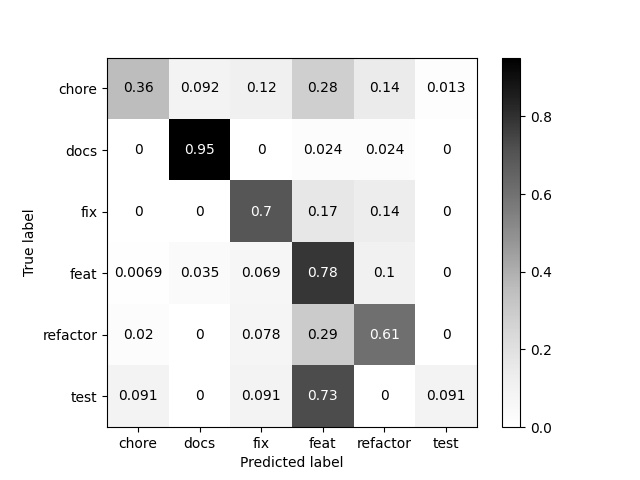 chore 0.36 0.092 0.12 0.28 0.14 0.013
docs 0 0.95 0 0.024 0.024 0
fix 0 0 0.7 0.17 0.14 0
feat 0.0069 0.035 0.069 0.78 0.1 0
refactor 0.02 0 0.078 0.29 0.61 0
test 0.091 0 0.091 0.73 0 0.091
chore docs fix feat refactor test
Predicted label
True label
0.8
0.6
0.4
0.2
0.0